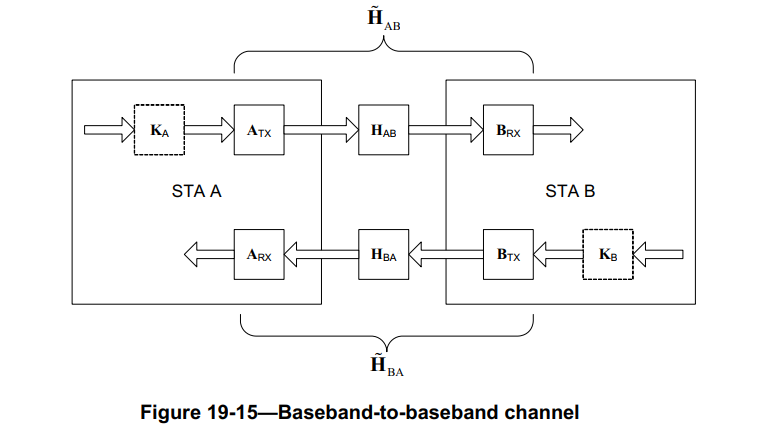 H̃AB
KA ATX HAB BRX
STA A STA B
ARX HBA BTX KB
H̃BA
Figure 19-15—Baseband-to-baseband channel